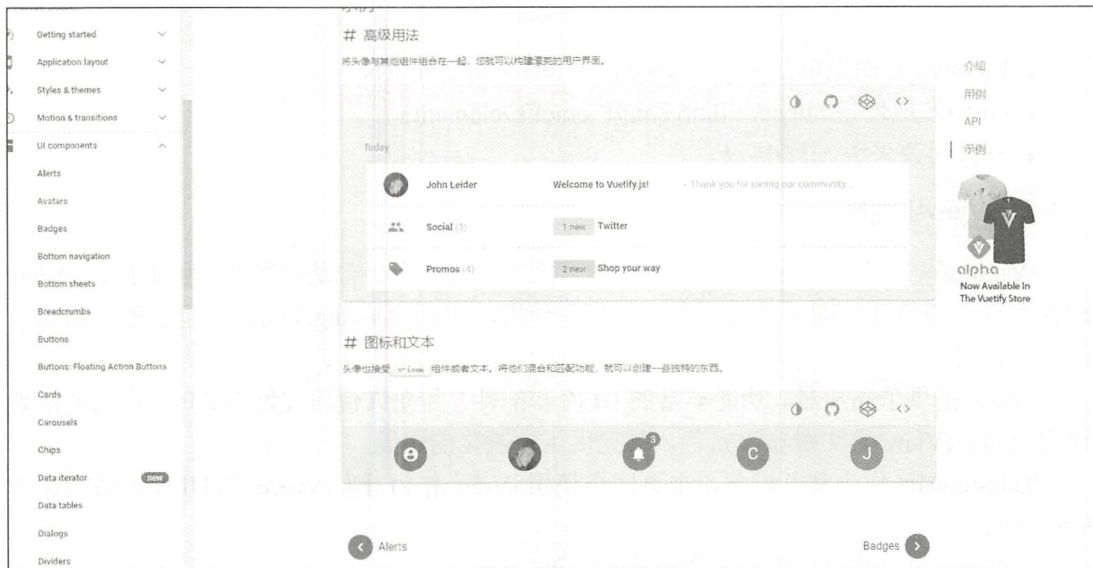 Getting started
Application layout
Styles & themes
Motion & transitions
UI components
Alerts
Avatars
Badges
Bottom navigation
Bottom sheets
Breadcrumbs
Buttons
Buttons: Floating Action Buttons
Cards
Carousels
Chips
Data iterator new
Data tables
Dialogs
Dividers
# 高级用法
将头像与其他组件组合在一起，您就可以构建漂亮的用户界面。
Today
John Leider Welcome to Vuetify.js! - Thank you for joining our community...
Social (3) 1 new Twitter
Promos (4) 2 new Shop your way
# 图标和文本
头像也接受 v-icon 组件或者文本。将他们混合和匹配功能，就可以创建一些独特的东西。
3
C
J
Alerts
Badges
介绍
用例
API
示例
alpha
Now Available In
The Vuetify Store